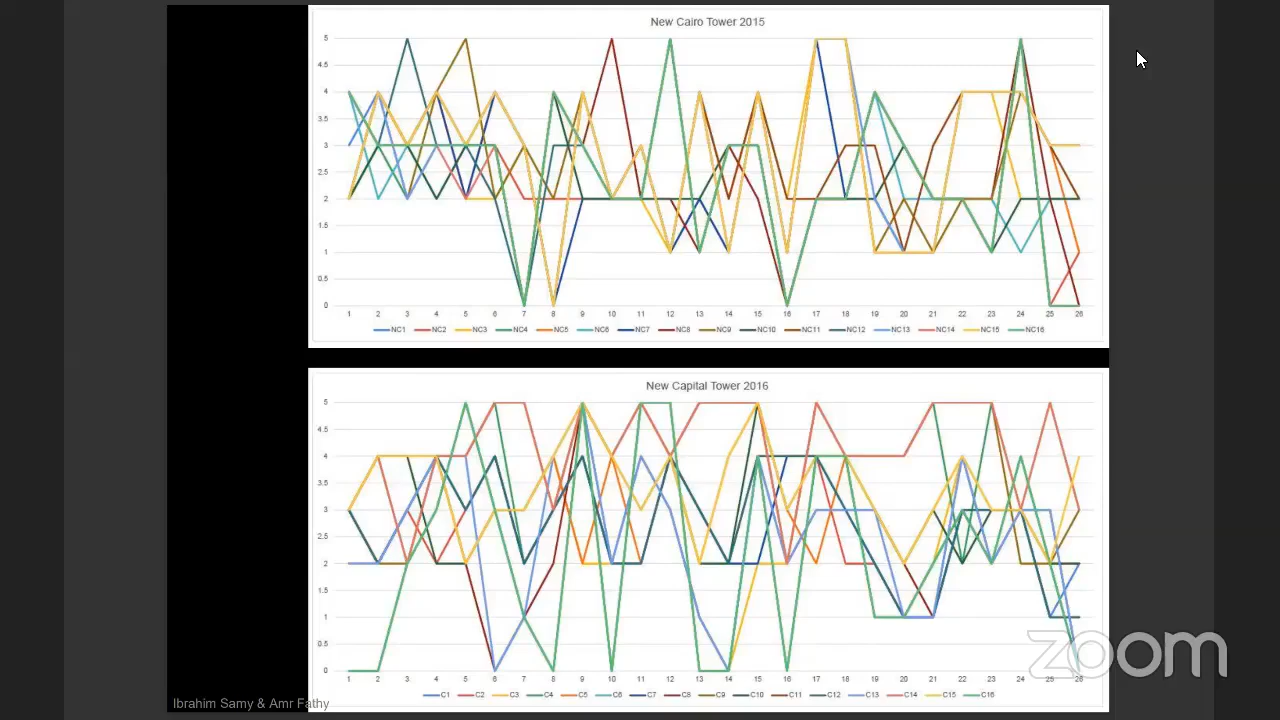 New Cairo Tower 2015
5
4.5
4
3.5
3
2.5
2
1.5
1
0.5
0
1 2 3 4 5 6 7 8 9 10 11 12 13 14 15 16 17 18 19 20 21 22 23 24 25 26
NC1 NC2 NC3 NC4 NC5 NC6 NC7 NC8 NC9 NC10 NC11 NC12 NC13 NC14 NC15 NC16
New Capital Tower 2016
5
4.5
4
3.5
3
2.5
2
1.5
1
0.5
0
1 2 3 4 5 6 7 8 9 10 11 12 13 14 15 16 17 18 19 20 21 22 23 24 25 26
C1 C2 C3 C4 C5 C6 C7 C8 C9 C10 C11 C12 C13 C14 C15 C16
zoom
Ibrahim Samy & Amr Fathy